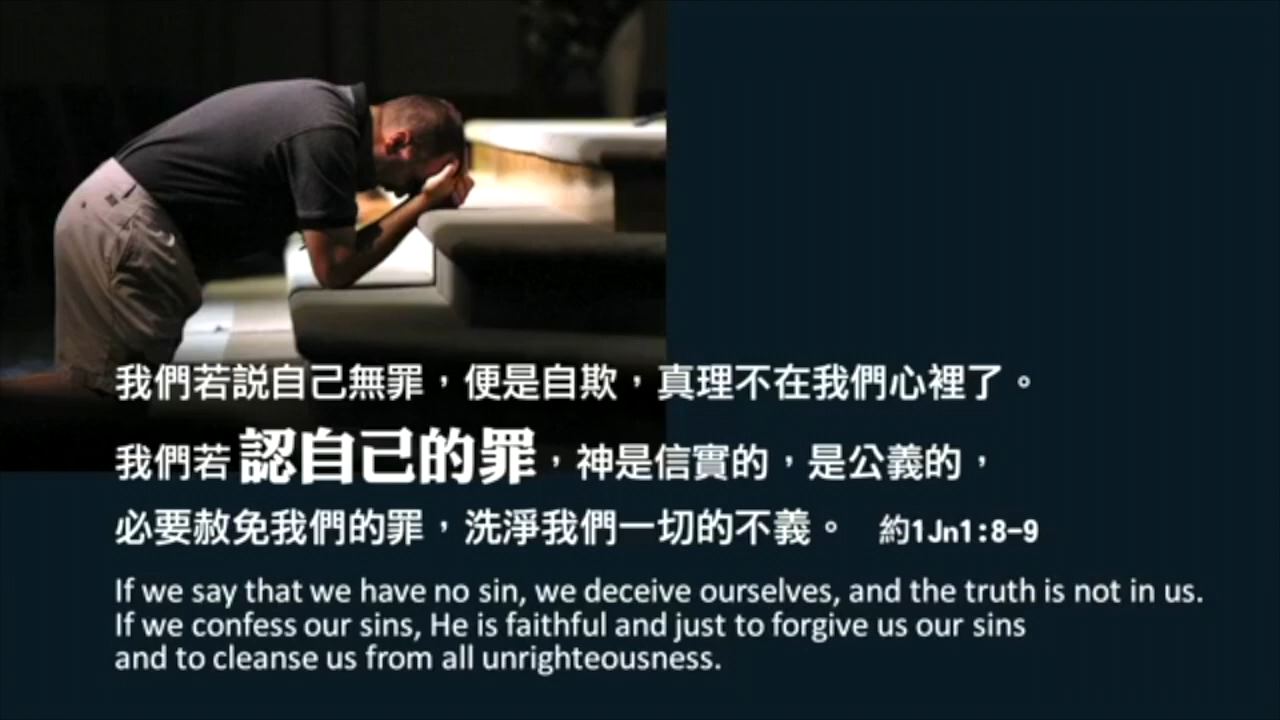 我們若説自己無罪，便是自欺，真理不在我們心裡了。
我們若認自己的罪，神是信實的，是公義的，
必要赦免我們的罪，洗淨我們一切的不義。 約1Jn1:8-9
If we say that we have no sin, we deceive ourselves, and the truth is not in us.
If we confess our sins, He is faithful and just to forgive us our sins
and to cleanse us from all unrighteousness.